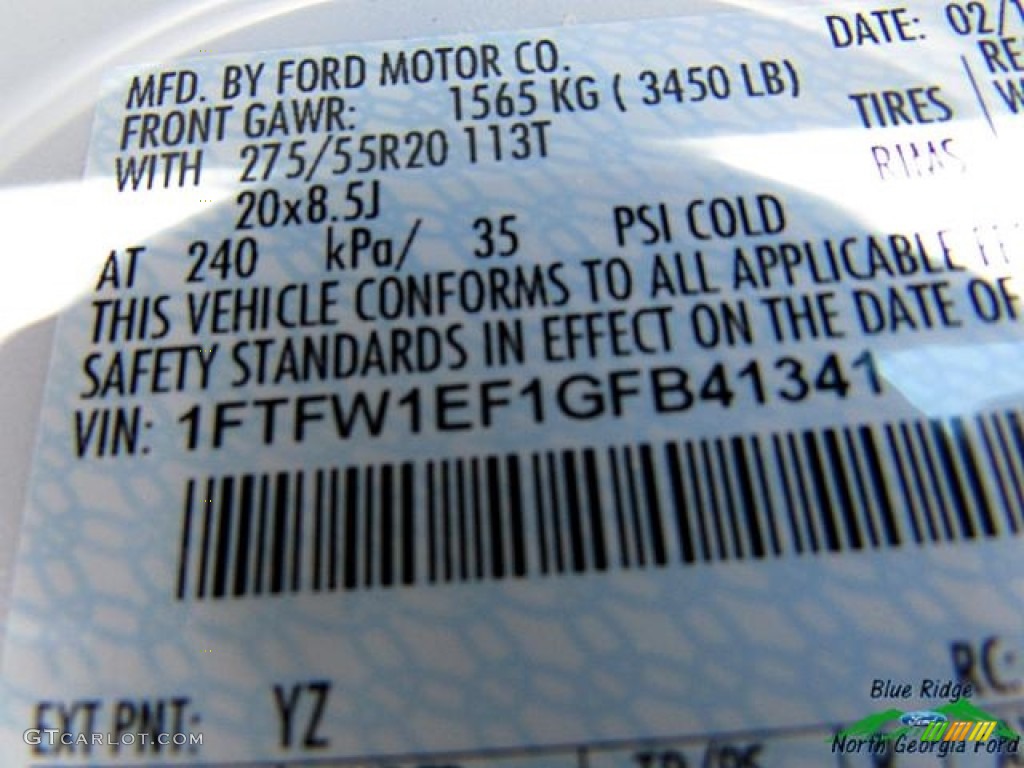 DATE: 02/1
MFD. BY FORD MOTOR CO.
FRONT GAWR: 1565 KG ( 3450 LB)
WITH 275/55R20 113T TIRES
20x8.5J RIMS
AT 240 kPa/ 35 PSI COLD
THIS VEHICLE CONFORMS TO ALL APPLICABLE
SAFETY STANDARDS IN EFFECT ON THE DATE OF
VIN: 1FTFW1EF1GFB41341
EXT PNT: YZ RC:
GTCARLOT.COM
Blue Ridge
Ford
North Georgia Ford